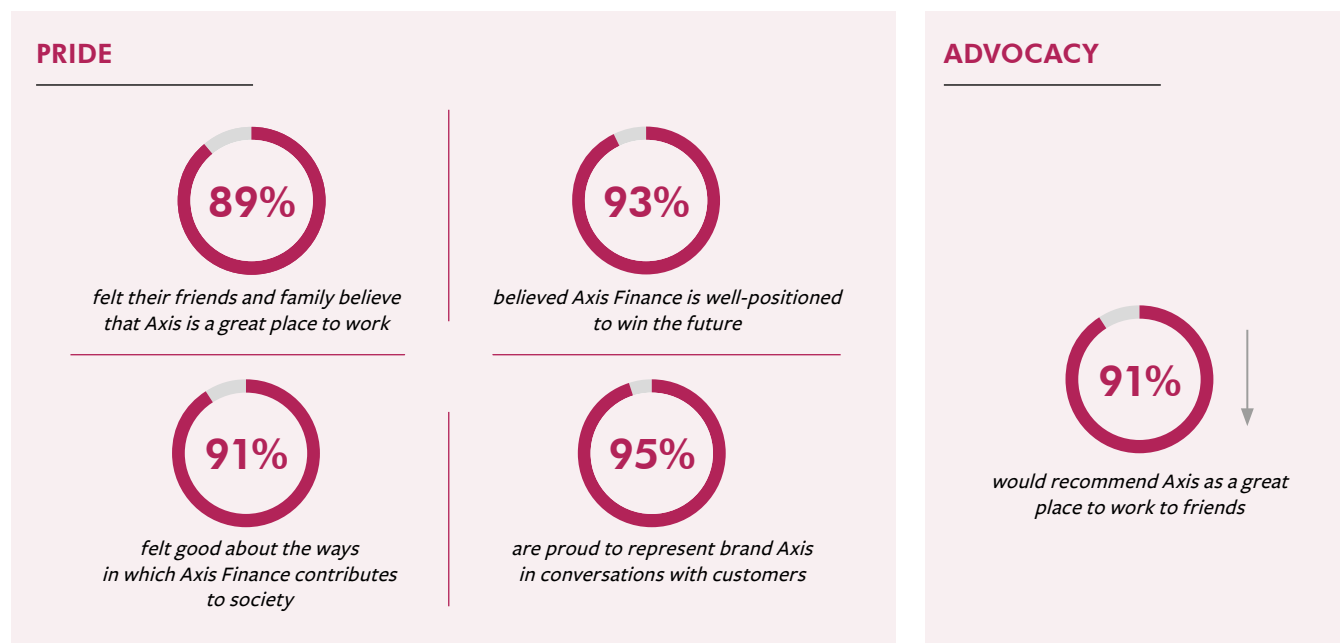 PRIDE
89%
felt their friends and family believe
that Axis is a great place to work
93%
believed Axis Finance is well-positioned
to win the future
91%
felt good about the ways
in which Axis Finance contributes
to society
95%
are proud to represent brand Axis
in conversations with customers
ADVOCACY
91%
would recommend Axis as a great
place to work to friends